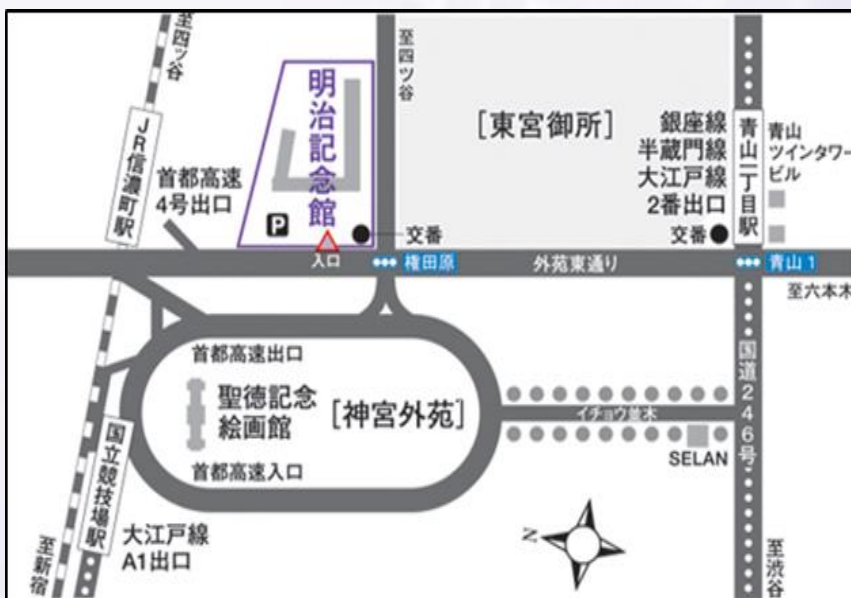 至四ツ谷
JR信濃町駅
首都高速
4号出口
明治記念館
P
入口
至四ツ谷
交番
権田原
[東宮御所]
銀座線
半蔵門線
大江戸線
2番出口
交番
青山一丁目駅
青山
ツインタワー
ビル
外苑東通り
青山1
至六本木
首都高速出口
聖徳記念
絵画館
[神宮外苑]
首都高速入口
イチョウ並木
SELAN
国道246号
国立競技場駅
大江戸線
A1出口
至新宿
N
至渋谷